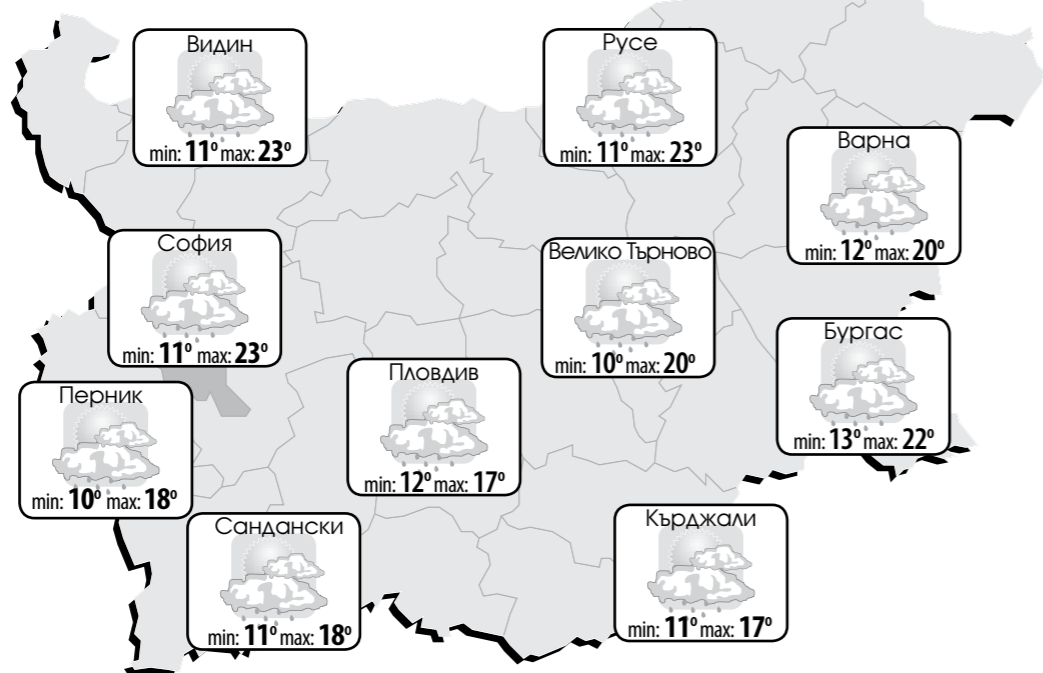 Видин
min: 11° max: 23°
Русе
min: 11° max: 23°
Варна
min: 12° max: 20°
София
min: 11° max: 23°
Велико Търново
min: 10° max: 20°
Бургас
min: 13° max: 22°
Пловдив
min: 12° max: 17°
Перник
min: 10° max: 18°
Сандански
min: 11° max: 18°
Кърджали
min: 11° max: 17°